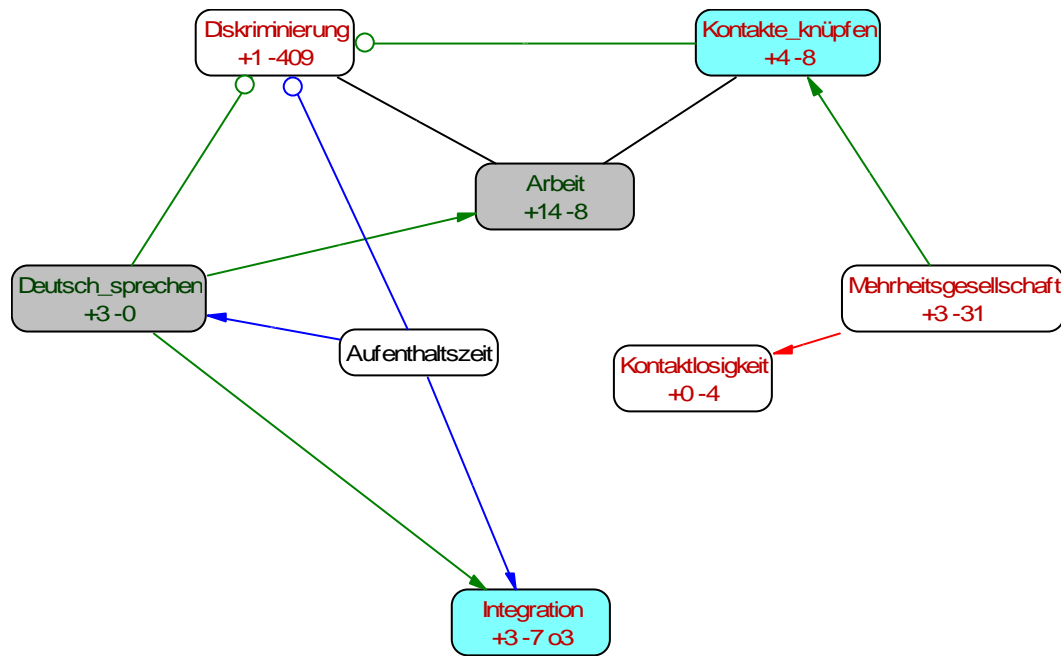 Diskriminierung
+1 -409
Kontakte_knüpfen
+4 -8
Arbeit
+14 -8
Deutsch_sprechen
+3 -0
Mehrheitsgesellschaft
+3 -31
Aufenthaltszeit
Kontaktlosigkeit
+0 -4
Integration
+3 -7 o3